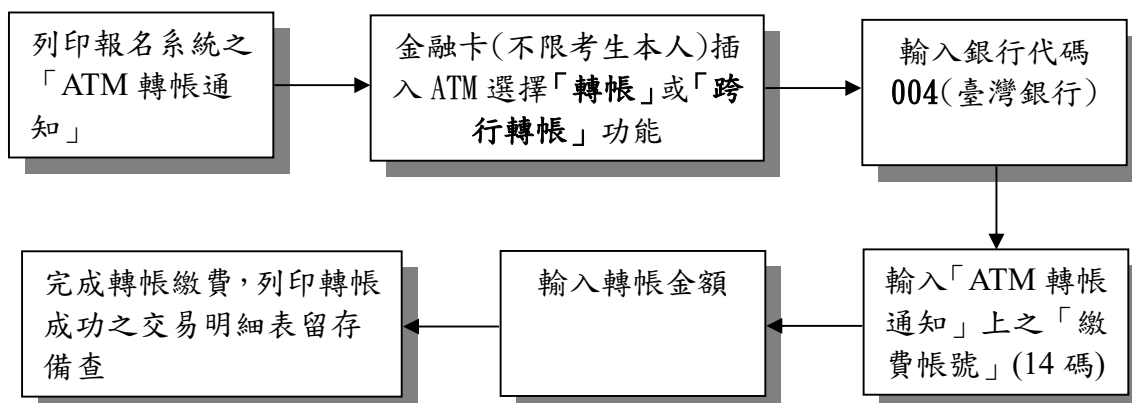 列印報名系統之
「ATM 轉帳通
知」
金融卡(不限考生本人)插
入 ATM 選擇「轉帳」或「跨
行轉帳」功能
輸入銀行代碼
004(臺灣銀行)
輸入「ATM 轉帳
通知」上之「繳
費帳號」(14 碼)
輸入轉帳金額
完成轉帳繳費,列印轉帳
成功之交易明細表留存
備查